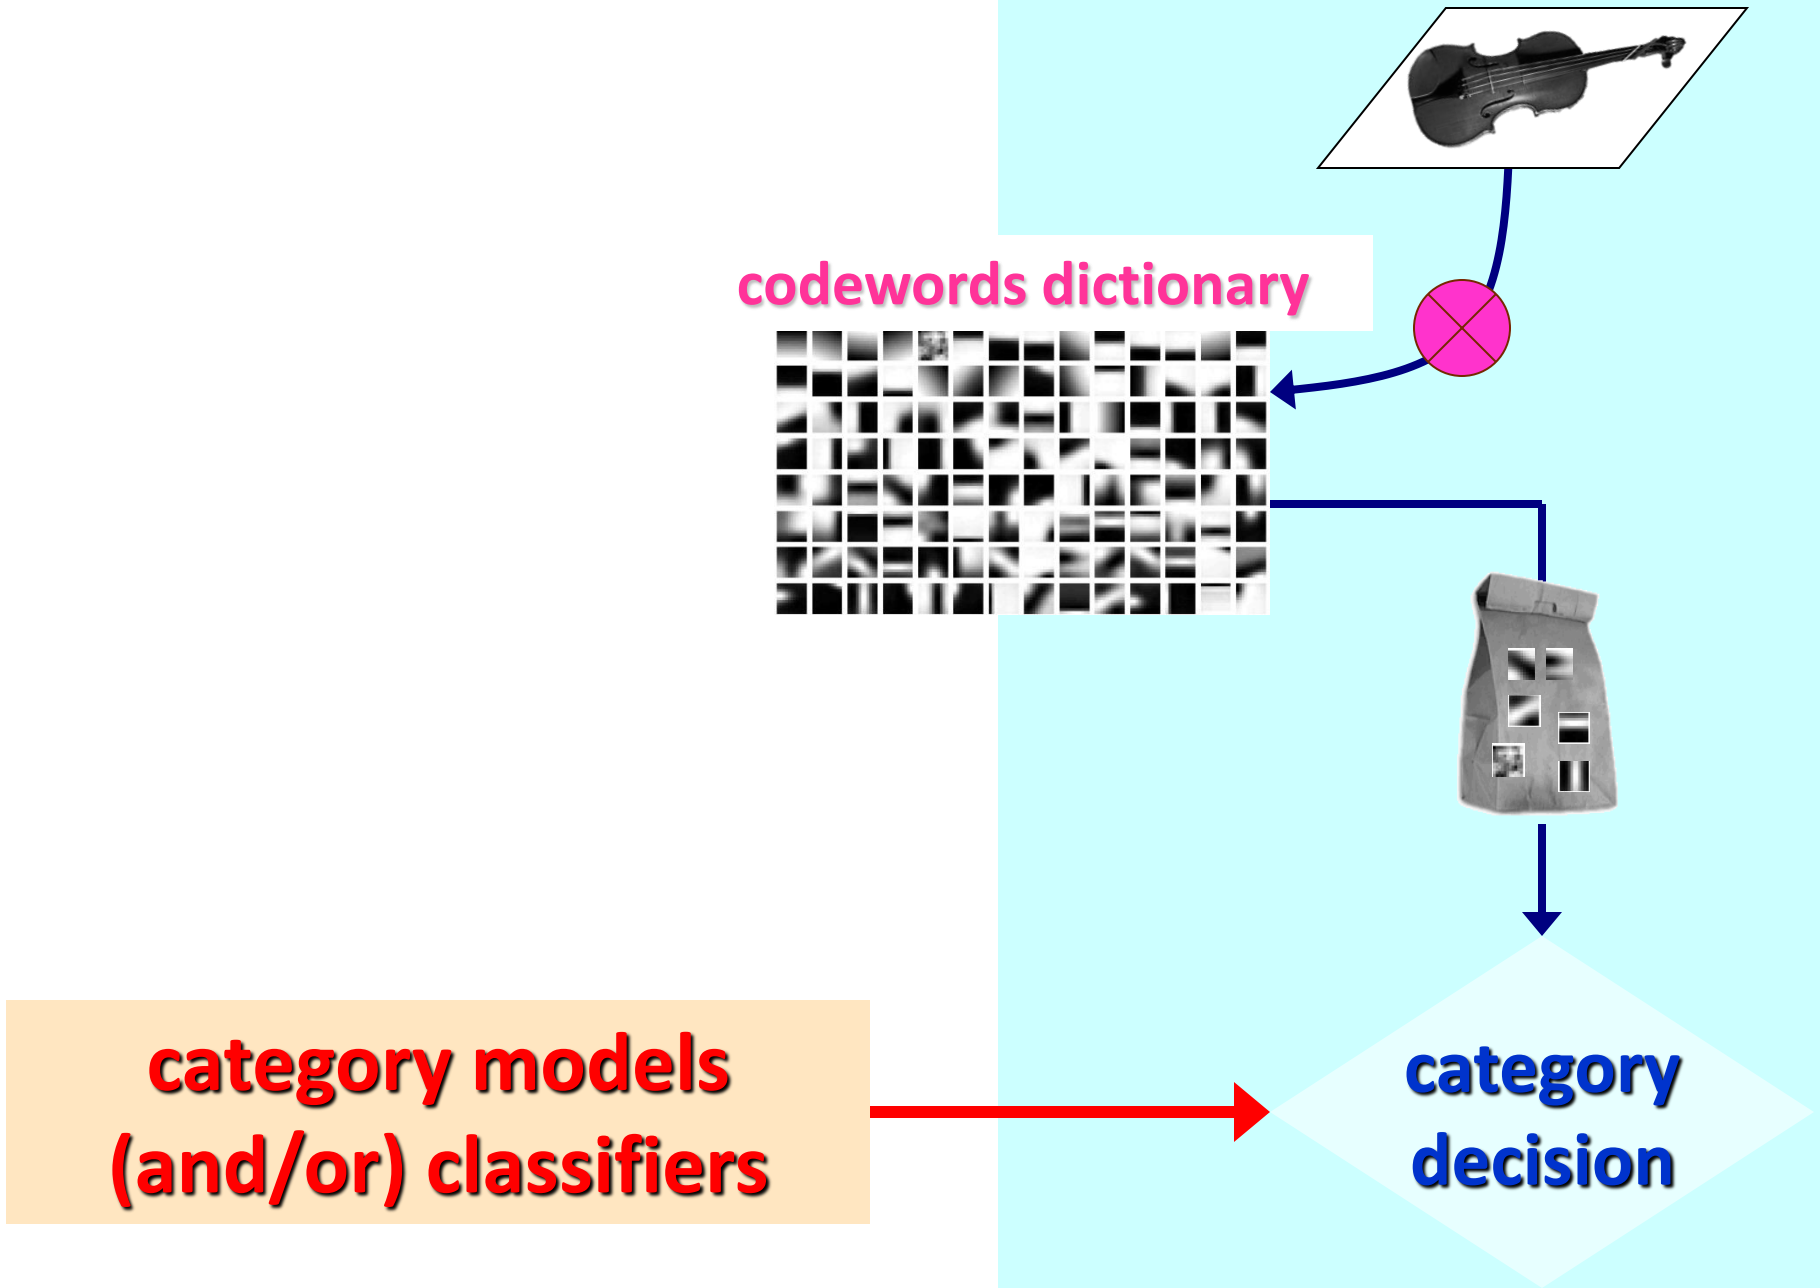 codewords dictionary
category models
(and/or) classifiers
category
decision